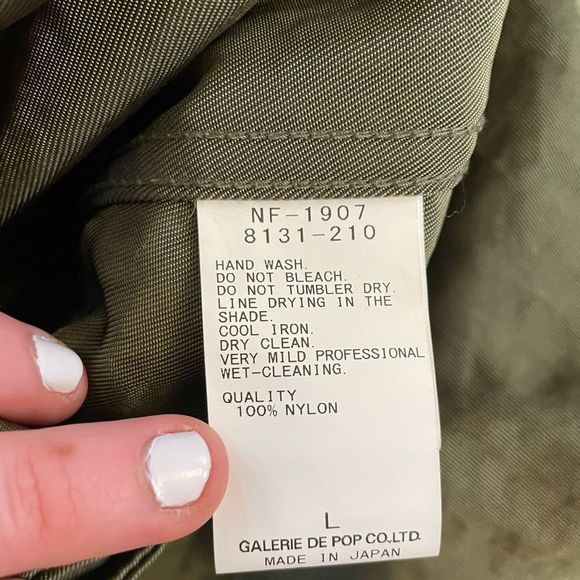 NF-1907
8131-210
HAND WASH.
DO NOT BLEACH.
DO NOT TUMBLER DRY.
LINE DRYING IN THE
SHADE.
COOL IRON.
DRY CLEAN.
VERY MILD PROFESSIONAL
WET-CLEANING.
QUALITY
100% NYLON
L
GALERIE DE POP CO.,LTD.
MADE IN JAPAN